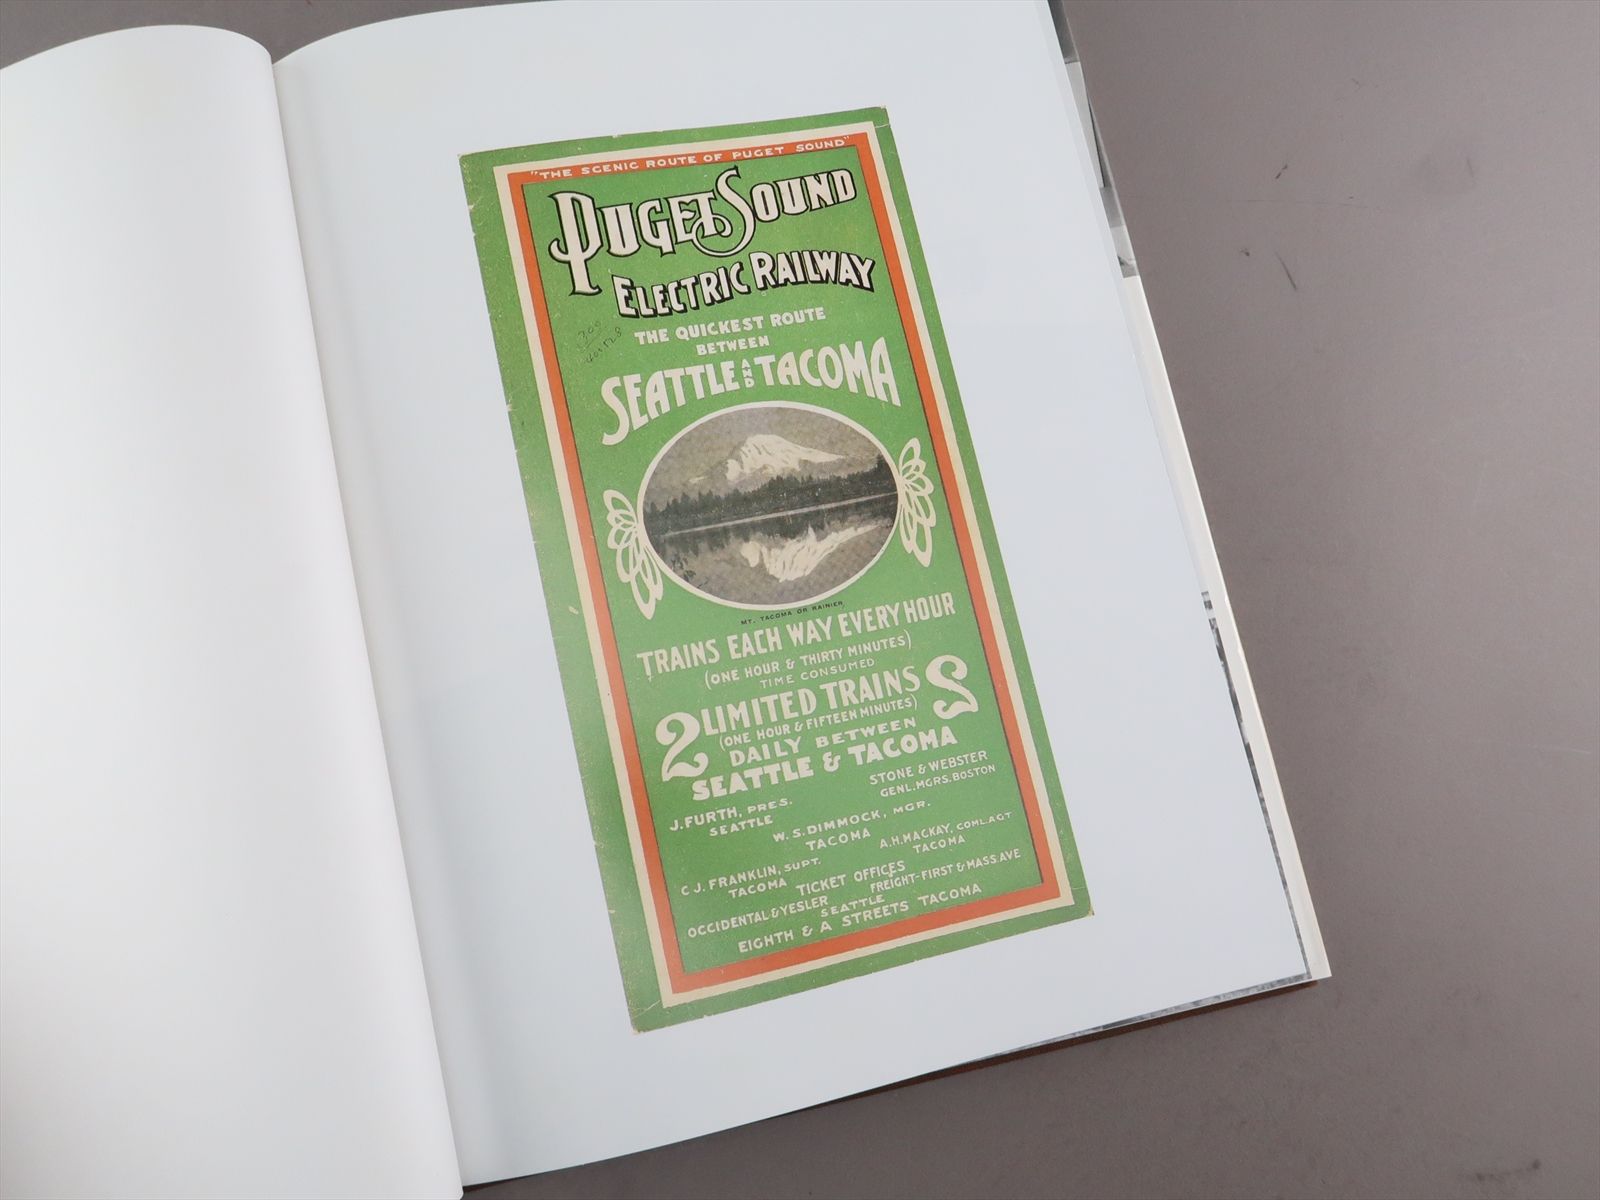 "THE SCENIC ROUTE OF PUGET SOUND"
PUGET SOUND
ELECTRIC RAILWAY
THE QUICKEST ROUTE
BETWEEN
SEATTLE AND TACOMA
MT. TACOMA OR RAINIER
TRAINS EACH WAY EVERY HOUR
(ONE HOUR & THIRTY MINUTES)
TIME CONSUMED
2 LIMITED TRAINS 2
(ONE HOUR & FIFTEEN MINUTES)
DAILY BETWEEN
SEATTLE & TACOMA
STONE & WEBSTER
GENL. MGRS. BOSTON
J. FURTH, PRES.
SEATTLE
W. S. DIMMOCK, MGR.
TACOMA
A. H. MACKAY, COML. AGT
TACOMA
C J. FRANKLIN, SUPT.
TACOMA
TICKET OFFICES
FREIGHT-FIRST & MASS. AVE
OCCIDENTAL & YESLER
SEATTLE
EIGHTH & A STREETS TACOMA